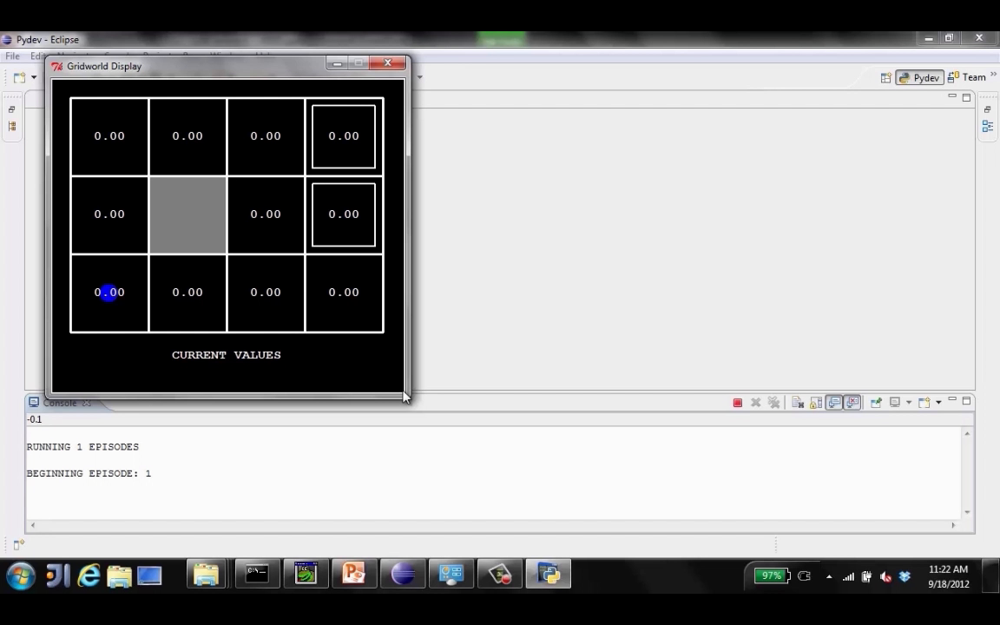 Pydev - Eclipse
File
Gridworld Display
Pydev
Team
0.00 0.00 0.00 0.00
0.00 0.00 0.00
0.00 0.00 0.00 0.00
CURRENT VALUES
Console
-0.1
RUNNING 1 EPISODES
BEGINNING EPISODE: 1
97%
11:22 AM
9/18/2012